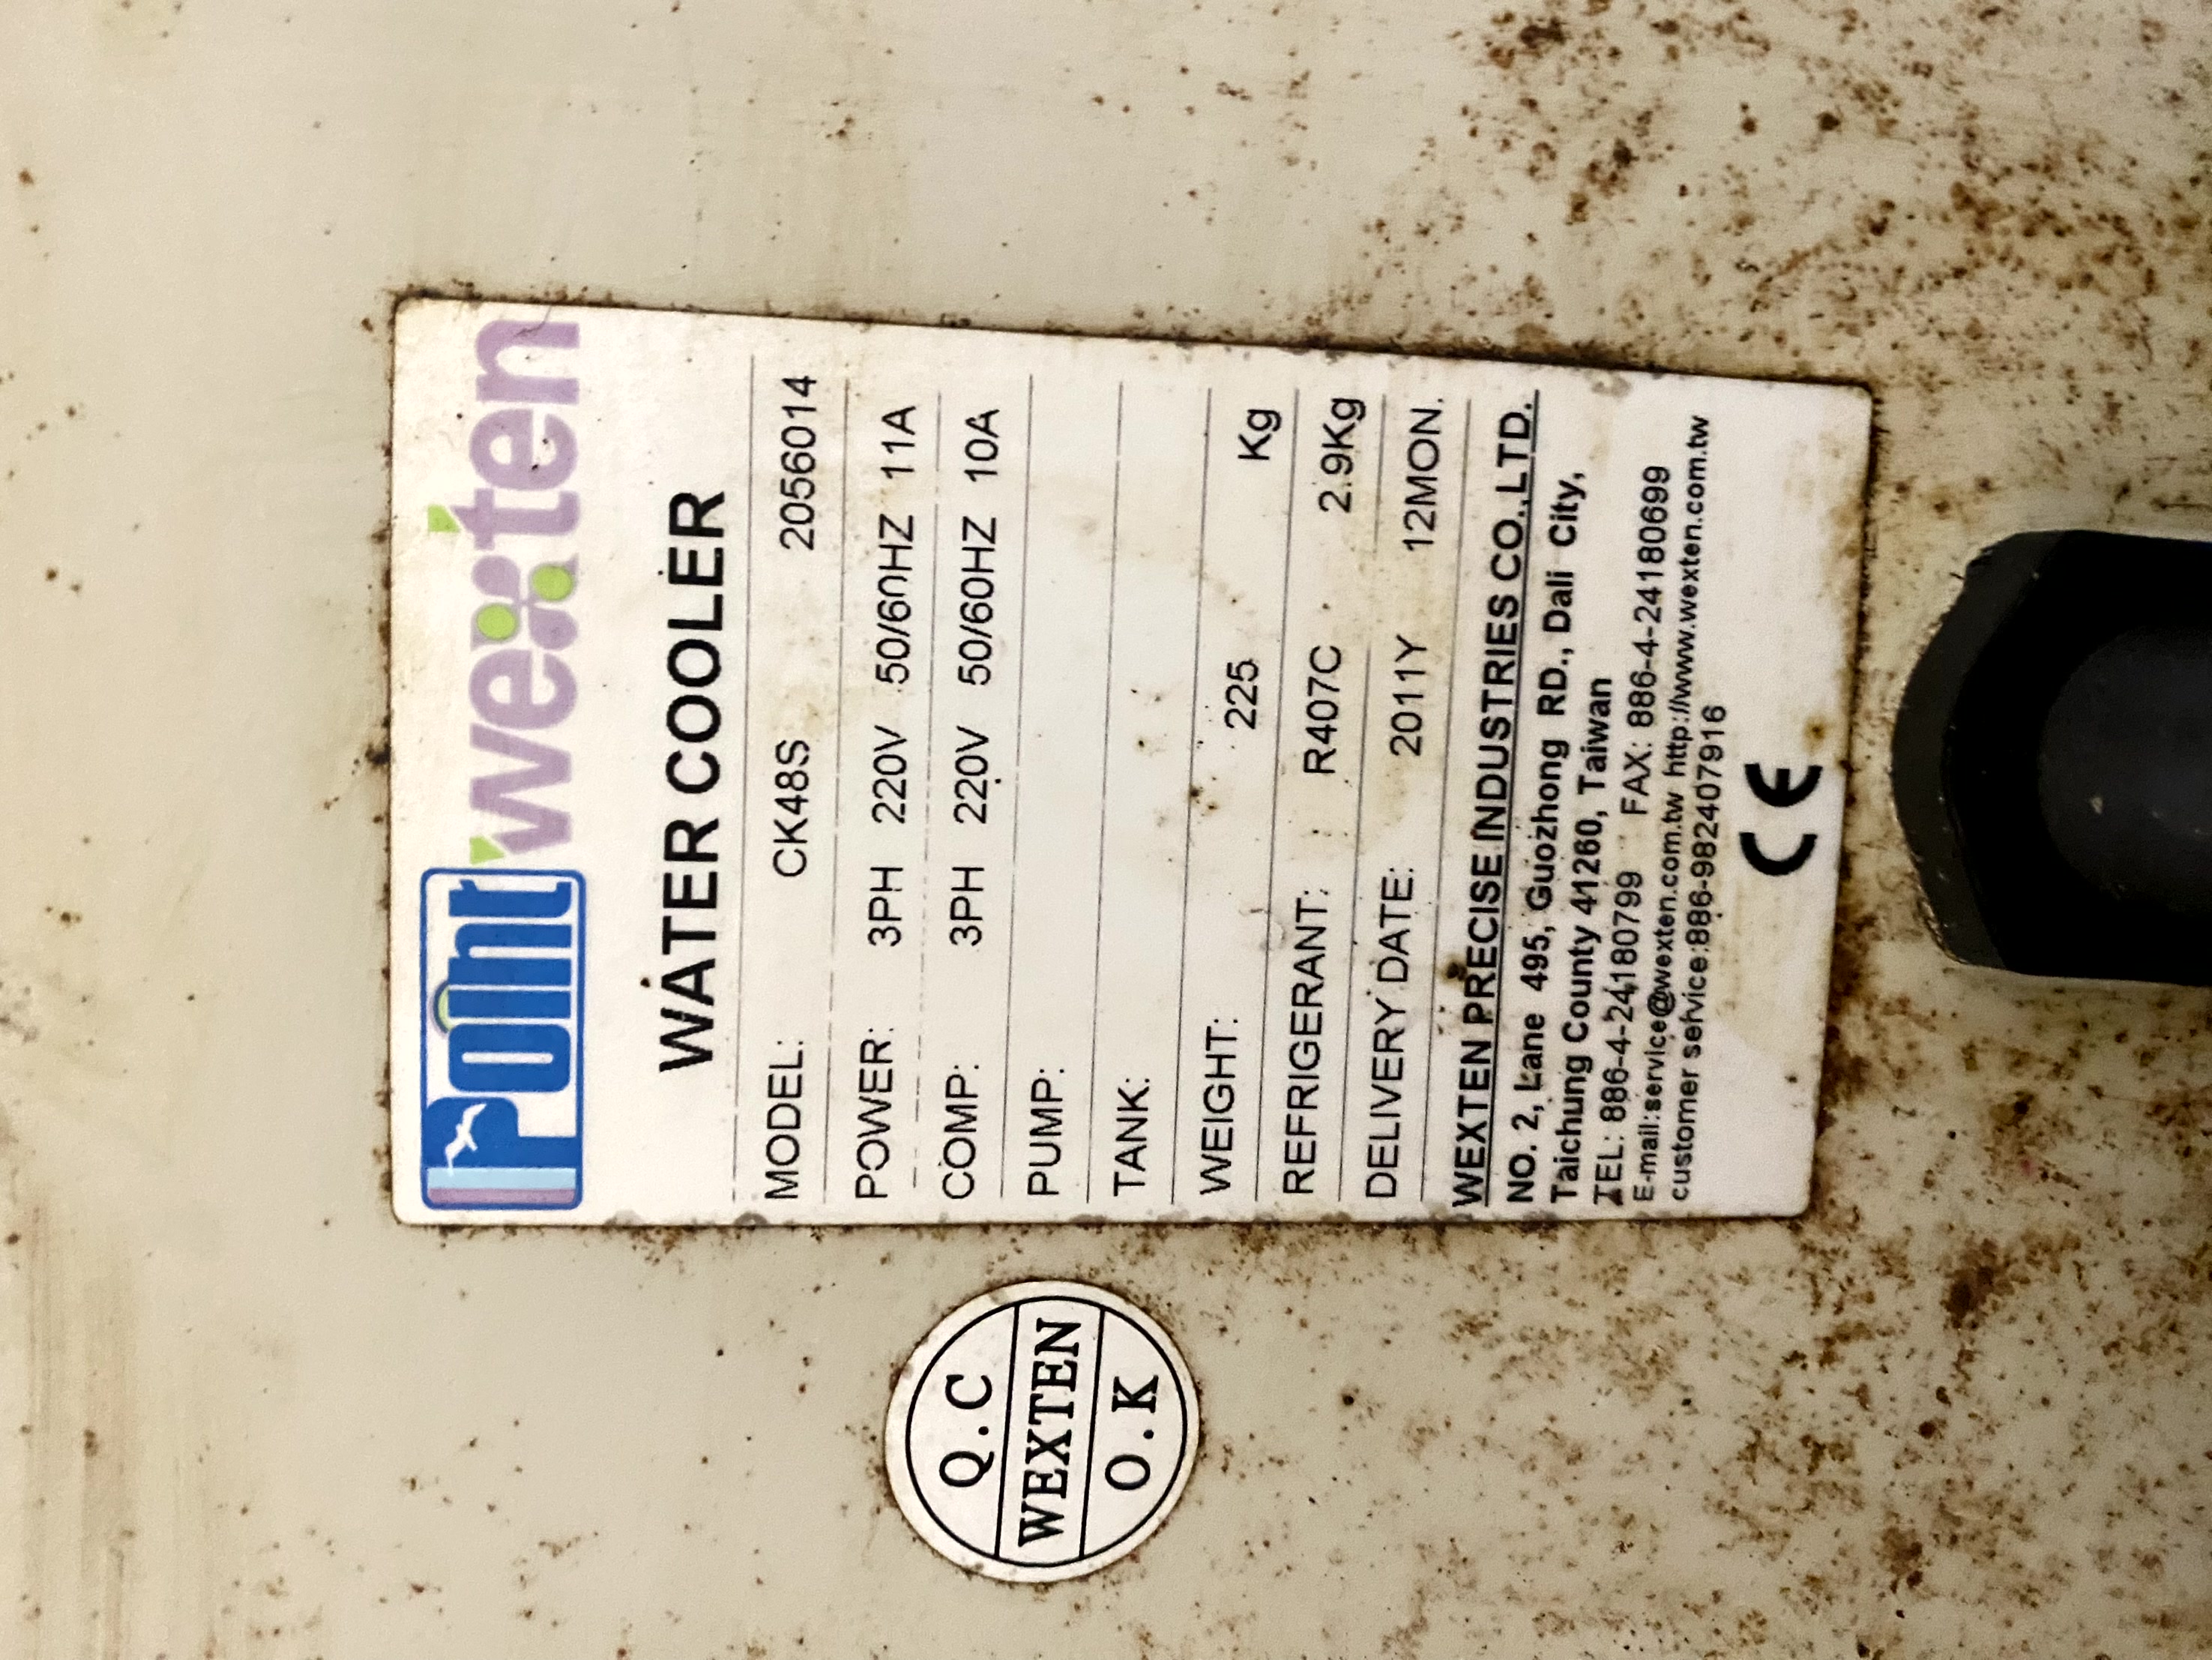 Point wexten
WATER COOLER
MODEL: CK48S 2056014
POWER: 3PH 220V 50/60HZ 11A
COMP: 3PH 220V 50/60HZ 10A
PUMP:
TANK:
WEIGHT: 225 Kg
REFRIGERANT: R407C 2.9Kg
DELIVERY DATE: 2011Y 12MON.
WEXTEN PRECISE INDUSTRIES CO.,LTD.
NO. 2, Lane 495, Guozhong RD., Dali City,
Taichung County 41260, Taiwan
TEL: 886-4-24180799 FAX: 886-4-24180699
E-mail:service@wexten.com.tw http://www.wexten.com.tw
customer service:886-982407916
CE
Q.C
WEXTEN
O.K